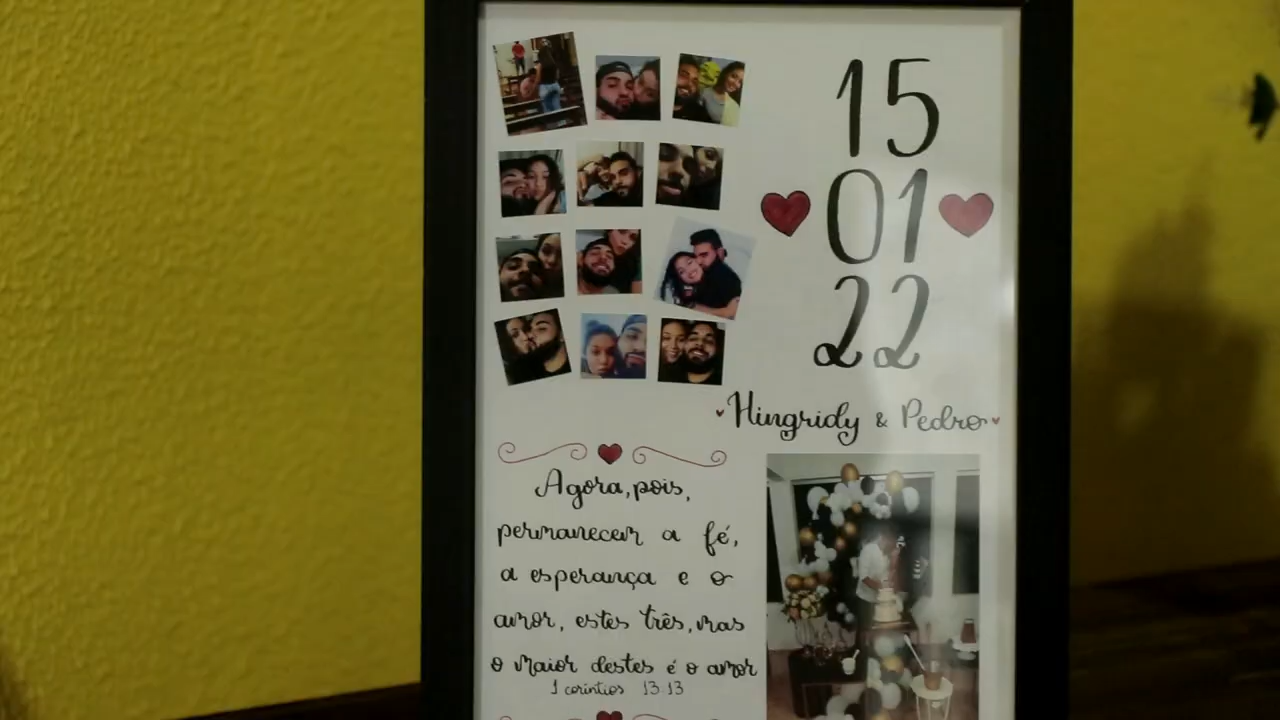 15
01
22
Hingridy & Pedro
Agora, pois,
permanecem a fé,
a esperança e o
amor, estes três, mas
o maior destes é o amor
1 coríntios 13:13